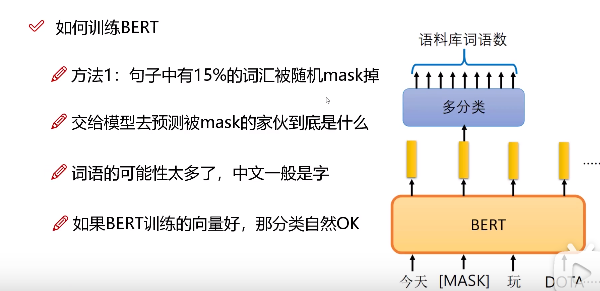 如何训练BERT
方法1：句子中有15%的词汇被随机mask掉
交给模型去预测被mask的家伙到底是什么
词语的可能性太多了，中文一般是字
如果BERT训练的向量好，那分类自然OK
语料库词语数
多分类
BERT
今天 [MASK] 玩 DOTA